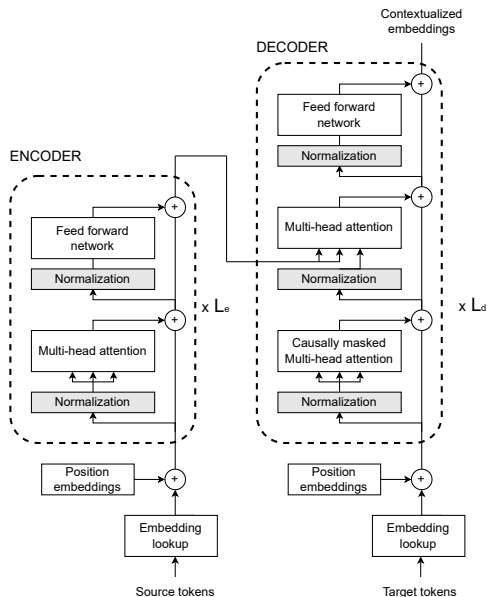 Contextualized
embeddings
DECODER
+
Feed forward
network
Normalization
ENCODER
+
+
Feed forward
network
Multi-head attention
Normalization
Normalization
x Lₑ
x L_d
+
+
Multi-head attention
Causally masked
Multi-head attention
Normalization
Normalization
Position
embeddings
+
Position
embeddings
+
Embedding
lookup
Embedding
lookup
Source tokens
Target tokens